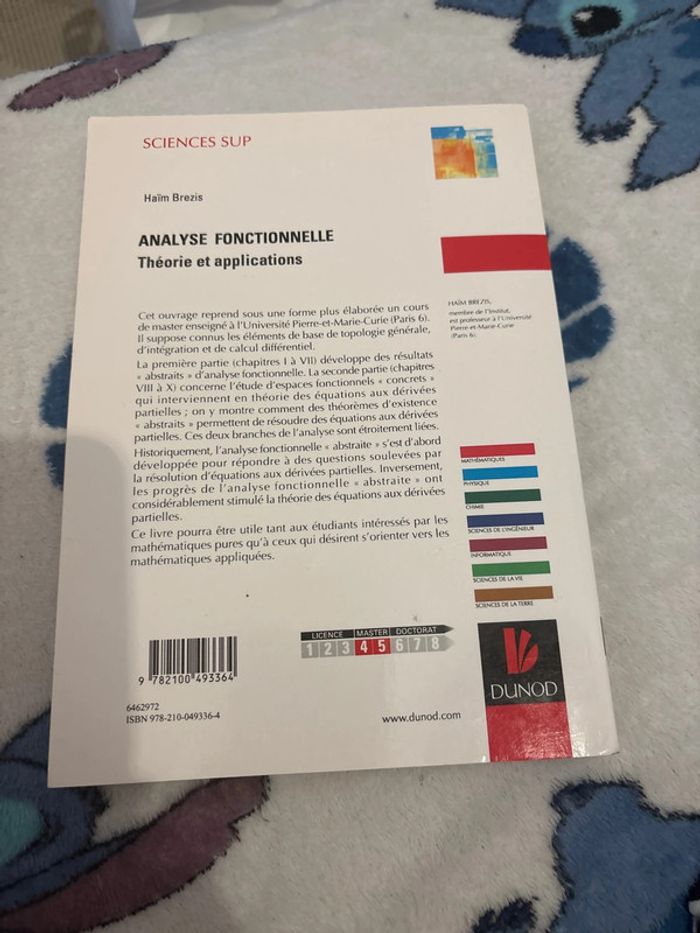 SCIENCES SUP
Haïm Brezis
ANALYSE FONCTIONNELLE
Théorie et applications
Cet ouvrage reprend sous une forme plus élaborée un cours
de master enseigné à l'Université Pierre-et-Marie-Curie (Paris 6).
Il suppose connus les éléments de base de topologie générale,
d'intégration et de calcul différentiel.
La première partie (chapitres I à VII) développe des résultats
« abstraits » d'analyse fonctionnelle. La seconde partie (chapitres
VIII à X) concerne l'étude d'espaces fonctionnels « concrets »
qui interviennent en théorie des équations aux dérivées
partielles ; on y montre comment des théorèmes d'existence
« abstraits » permettent de résoudre des équations aux dérivées
partielles. Ces deux branches de l'analyse sont étroitement liées.
Historiquement, l'analyse fonctionnelle « abstraite » s'est d'abord
développée pour répondre à des questions soulevées par
la résolution d'équations aux dérivées partielles. Inversement,
les progrès de l'analyse fonctionnelle « abstraite » ont
considérablement stimulé la théorie des équations aux dérivées
partielles.
Ce livre pourra être utile tant aux étudiants intéressés par les
mathématiques pures qu'à ceux qui désirent s'orienter vers les
mathématiques appliquées.
HAÏM BREZIS,
membre de l'Institut,
est professeur à l'Université
Pierre-et-Marie-Curie
(Paris 6).
MATHÉMATIQUES
PHYSIQUE
CHIMIE
SCIENCES DE L'INGÉNIEUR
INFORMATIQUE
SCIENCES DE LA VIE
SCIENCES DE LA TERRE
LICENCE MASTER DOCTORAT
1 2 3 4 5 6 7 8
9 782100 493364
6462972
ISBN 978-210-049336-4
www.dunod.com
DUNOD